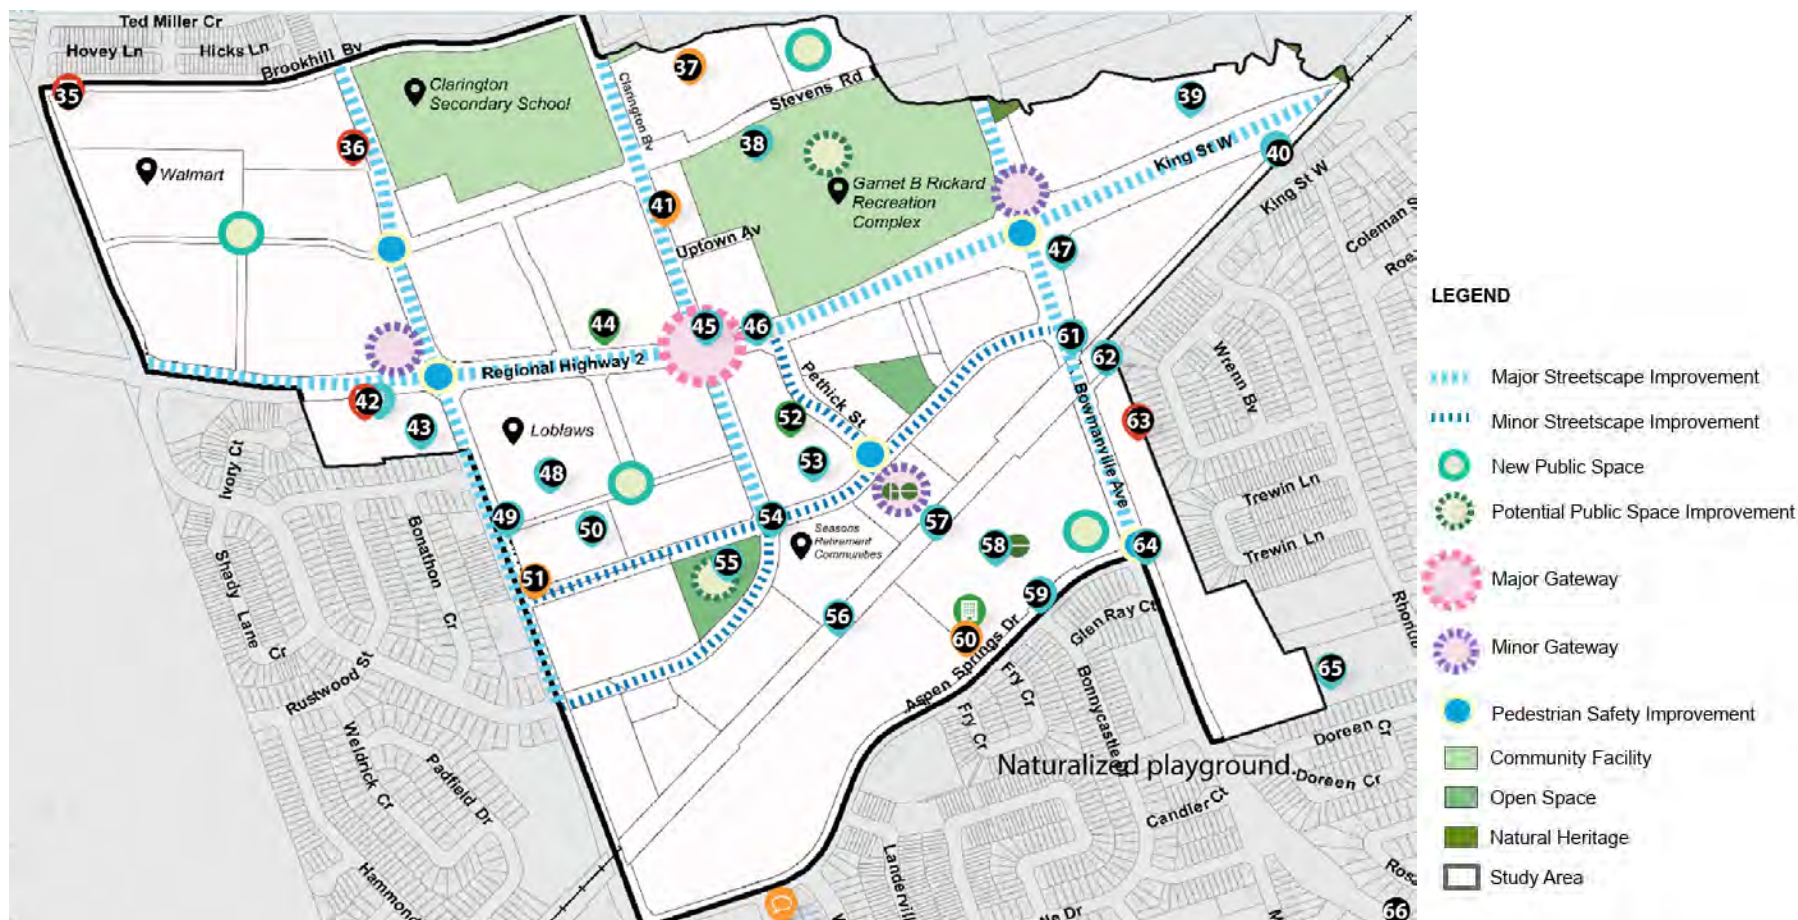 Ted Miller Cr
Hovey Ln
Hicks Ln
Brookhill Bv
35
36
37
38
39
40
Clarington
Secondary School
Clarington Bv
Stevens Rd
Walmart
Garnet B Rickard
Recreation
Complex
King St W
King St W
Coleman S
Roe
41
Uptown Av
47
44
45
46
Regional Highway 2
42
43
Pethick St
61
62
Wrenn Bv
Bowmanville Ave
63
52
53
Loblaws
48
49
50
51
54
Seasons
Retirement
Communities
55
56
57
58
59
60
64
65
66
Ivory Ct
Bonathon Cr
Shady Lane Cr
Rustwood St
Weldrick Cr
Padfield Dr
Hammond
Trewin Ln
Trewin Ln
Glen Ray Ct
Aspen Springs Dr
Fry Cr
Fry Cr
Naturalized playground.
Doreen Cr
Doreen Cr
Candler Ct
LEGEND
Major Streetscape Improvement
Minor Streetscape Improvement
New Public Space
Potential Public Space Improvement
Major Gateway
Minor Gateway
Pedestrian Safety Improvement
Community Facility
Open Space
Natural Heritage
Study Area